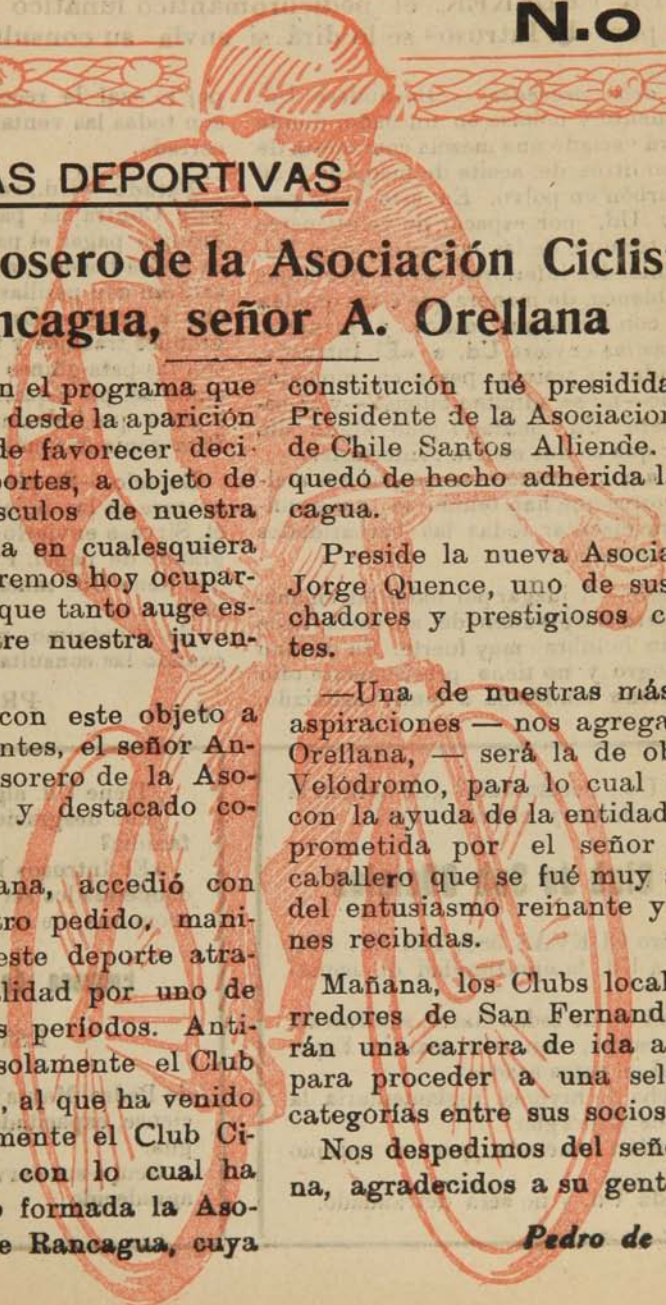 N.o
AS DEPORTIVAS
osero de la Asociación Ciclis
ncagua, señor A. Orellana
n el programa que
desde la aparición
de favorecer deci-
portes, a objeto de
sculos de nuestra
a en cualesquiera
remos hoy ocupar-
que tanto auge es-
tre nuestra juven-
con este objeto a
ntes, el señor An-
sorero de la Aso-
y destacado co-
ana, accedió con
tro pedido, mani-
este deporte atra-
lidad por uno de
s períodos. Anti-
solamente el Club
, al que ha venido
mente el Club Ci-
con lo cual ha
o formada la Aso-
e Rancagua, cuya
constitución fué presidida
Presidente de la Asociacion
de Chile Santos Alliende.
quedó de hecho adherida l
cagua.
Preside la nueva Asocia
Jorge Quence, uno de sus
chadores y prestigiosos c
tes.
—Una de nuestras más
aspiraciones — nos agrega
Orellana, — será la de ob
Velódromo, para lo cual
con la ayuda de la entidad
prometida por el señor
caballero que se fué muy
del entusiasmo reinante y
nes recibidas.
Mañana, los Clubs local
rredores de San Fernand
rán una carrera de ida a
para proceder a una sel
categorías entre sus socios
Nos despedimos del señ
na, agradecidos a su gent
Pedro de